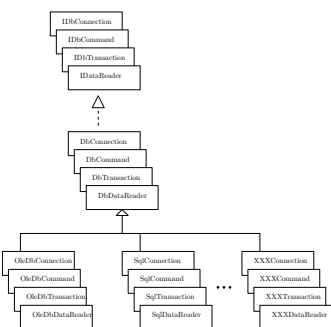 IDbConnection
IDbCommand
IDbTransaction
IDataReader
DbConnection
DbCommand
DbTransaction
DbDataReader
OleDbConnection
OleDbCommand
OleDbTransaction
OleDbDataReader
SqlConnection
SqlCommand
SqlTransaction
SqlDataReader
...
XXXConnection
XXXCommand
XXXTransaction
XXXDataReader